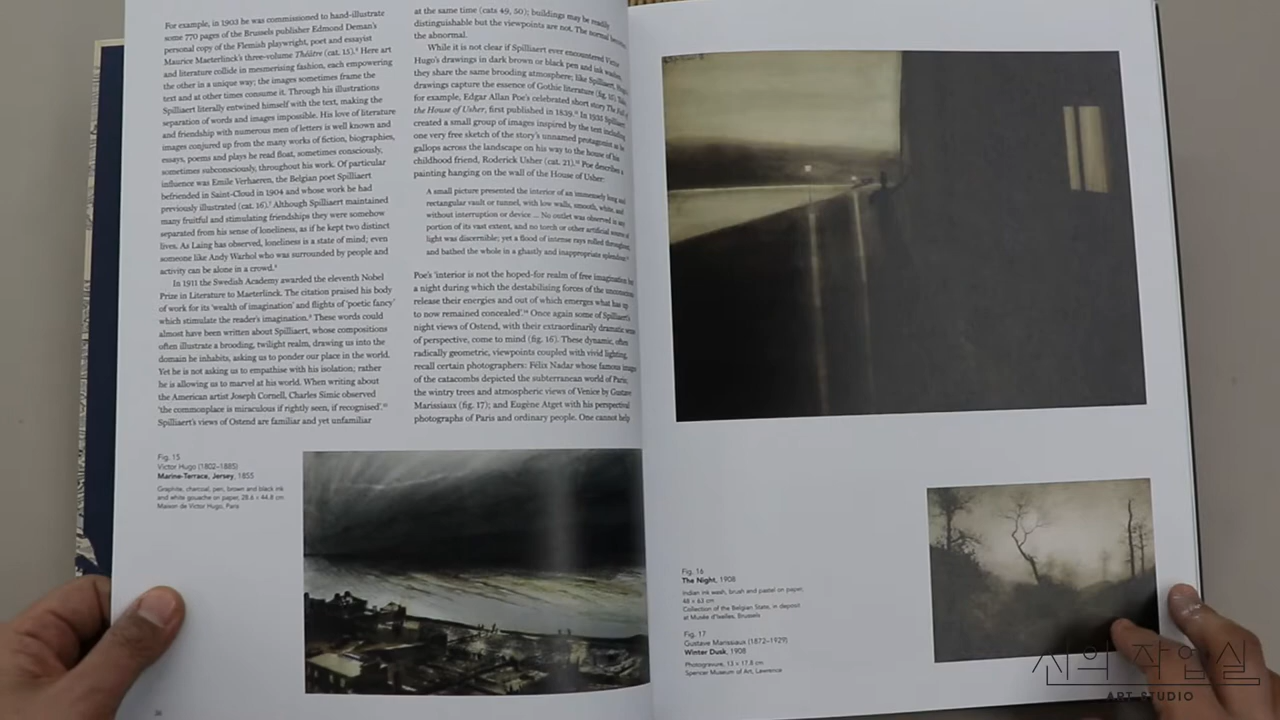 For example, in 1903 he was commissioned to hand-illustrate
some 770 pages of the Brussels publisher Edmond Deman's
personal copy of the Flemish playwright, poet and essayist
Maurice Maeterlinck's three-volume Théâtre (cat. 15).⁶ Here art
and literature collide in mesmerising fashion, each empowering
the other in a unique way; the images sometimes frame the
text and at other times consume it. Through his illustrations
Spilliaert literally entwined himself with the text, making the
separation of words and images impossible. His love of literature
and friendship with numerous men of letters is well known and
images conjured up from the many works of fiction, biographies,
essays, poems and plays he read float, sometimes consciously,
sometimes subconsciously, throughout his work. Of particular
influence was Emile Verhaeren, the Belgian poet Spilliaert
befriended in Saint-Cloud in 1904 and whose work he had
previously illustrated (cat. 16).⁷ Although Spilliaert maintained
many fruitful and stimulating friendships they were somehow
separated from his sense of loneliness, as if he kept two distinct
lives. As Laing has observed, loneliness is a state of mind; even
someone like Andy Warhol who was surrounded by people and
activity can be alone in a crowd.⁸
In 1911 the Swedish Academy awarded the eleventh Nobel
Prize in Literature to Maeterlinck. The citation praised his body
of work for its 'wealth of imagination' and flights of 'poetic fancy'
which stimulate the reader's imagination.⁹ These words could
almost have been written about Spilliaert, whose compositions
often illustrate a brooding, twilight realm, drawing us into the
domain he inhabits, asking us to ponder our place in the world.
Yet he is not asking us to empathise with his isolation; rather
he is allowing us to marvel at his world. When writing about
the American artist Joseph Cornell, Charles Simic observed
'the commonplace is miraculous if rightly seen, if recognised'.¹⁰
Spilliaert's views of Ostend are familiar and yet unfamiliar
at the same time (cats 49, 50); buildings may be readily
distinguishable but the viewpoints are not. The normal becomes
the abnormal.
While it is not clear if Spilliaert ever encountered Victor
Hugo's drawings in dark brown or black pen and ink washes,
they share the same brooding atmosphere; like Spilliaert, Hugo's
drawings capture the essence of Gothic literature (fig. 15). Take,
for example, Edgar Allan Poe's celebrated short story The Fall of
the House of Usher, first published in 1839.¹¹ In 1935 Spilliaert
created a small group of images inspired by the text including
one very free sketch of the story's unnamed protagonist as he
gallops across the landscape on his way to the house of his
childhood friend, Roderick Usher (cat. 21).¹² Poe describes a
painting hanging on the wall of the House of Usher:
A small picture presented the interior of an immensely long and
rectangular vault or tunnel, with low walls, smooth, white, and
without interruption or device ... No outlet was observed in any
portion of its vast extent, and no torch or other artificial source of
light was discernible; yet a flood of intense rays rolled throughout,
and bathed the whole in a ghastly and inappropriate splendour.
Poe's 'interior is not the hoped-for realm of free imagination but
a night during which the destabilising forces of the unconscious
release their energies and out of which emerges what has up
to now remained concealed'.¹⁴ Once again some of Spilliaert's
night views of Ostend, with their extraordinarily dramatic sense
of perspective, come to mind (fig. 16). These dynamic, often
radically geometric, viewpoints coupled with vivid lighting,
recall certain photographers: Félix Nadar whose famous images
of the catacombs depicted the subterranean world of Paris;
the wintry trees and atmospheric views of Venice by Gustave
Marissiaux (fig. 17); and Eugène Atget with his perspectival
photographs of Paris and ordinary people. One cannot help
Fig. 15
Victor Hugo (1802–1885)
Marine-Terrace, Jersey, 1855
Graphite, charcoal, pen, brown and black ink
and white gouache on paper, 28.6 × 44.8 cm
Maison de Victor Hugo, Paris
36
Fig. 16
The Night, 1908
Indian ink wash, brush and pastel on paper,
48 × 63 cm
Collection of the Belgian State, in deposit
at Musée d'Ixelles, Brussels
Fig. 17
Gustave Marissiaux (1872–1929)
Winter Dusk, 1908
Photogravure, 13 × 17.8 cm
Spencer Museum of Art, Lawrence
시의 작업실
ART STUDIO